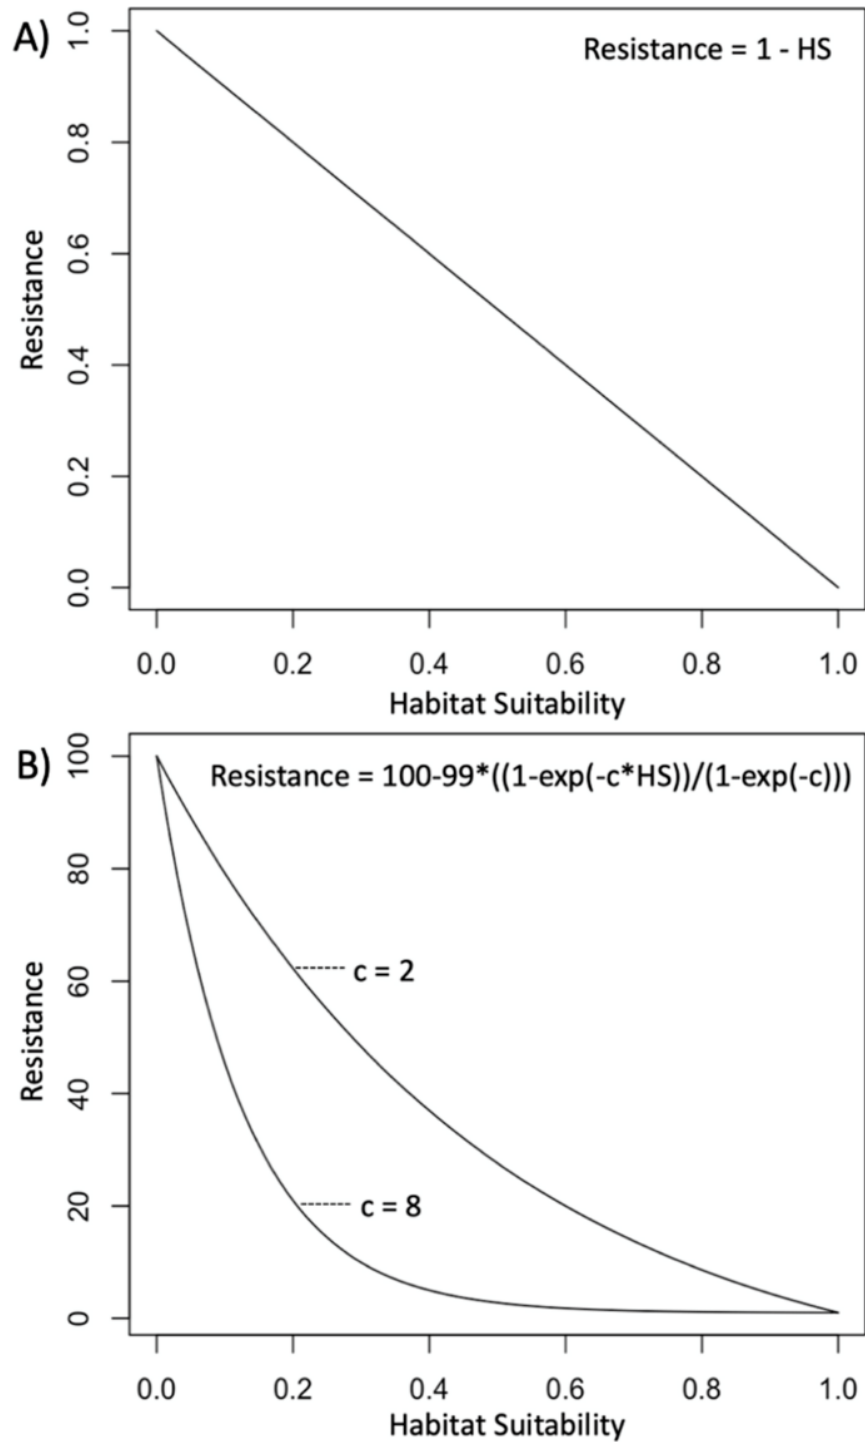 A)
Resistance = 1 - HS
Resistance
1.0
0.8
0.6
0.4
0.2
0.0
0.0 0.2 0.4 0.6 0.8 1.0
Habitat Suitability
B)
Resistance = 100-99*((1-exp(-c*HS))/(1-exp(-c)))
Resistance
100
80
60
40
20
0
c = 2
c = 8
0.0 0.2 0.4 0.6 0.8 1.0
Habitat Suitability